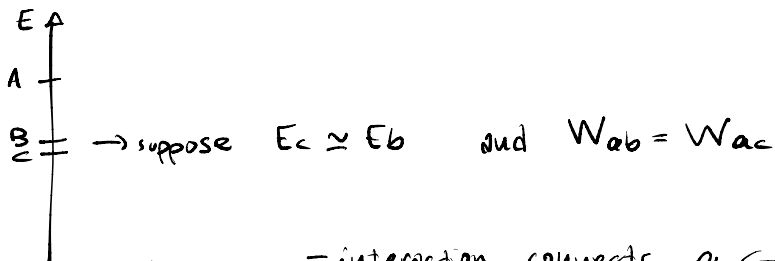 E
A
B → suppose Ec ≃ Eb and Wab = Wac
C
- interaction connects